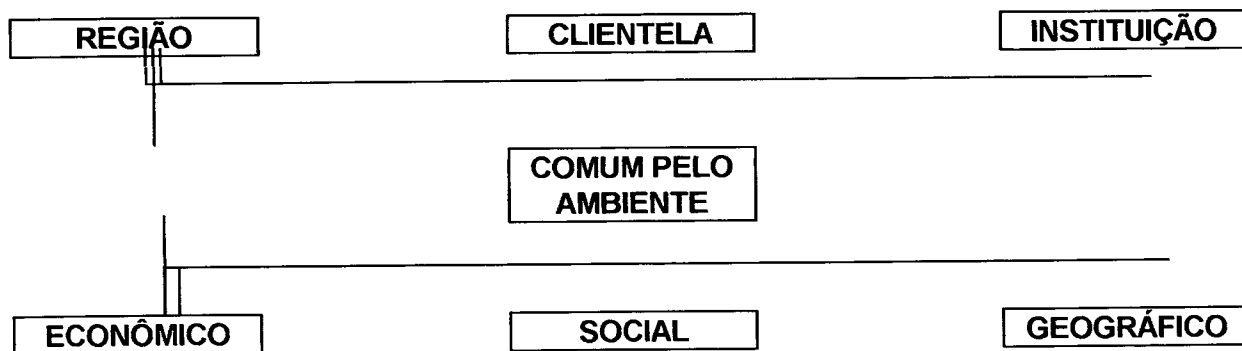 REGIÃO
CLIENTELA
INSTITUIÇÃO
COMUM PELO
AMBIENTE
ECONÔMICO
SOCIAL
GEOGRÁFICO